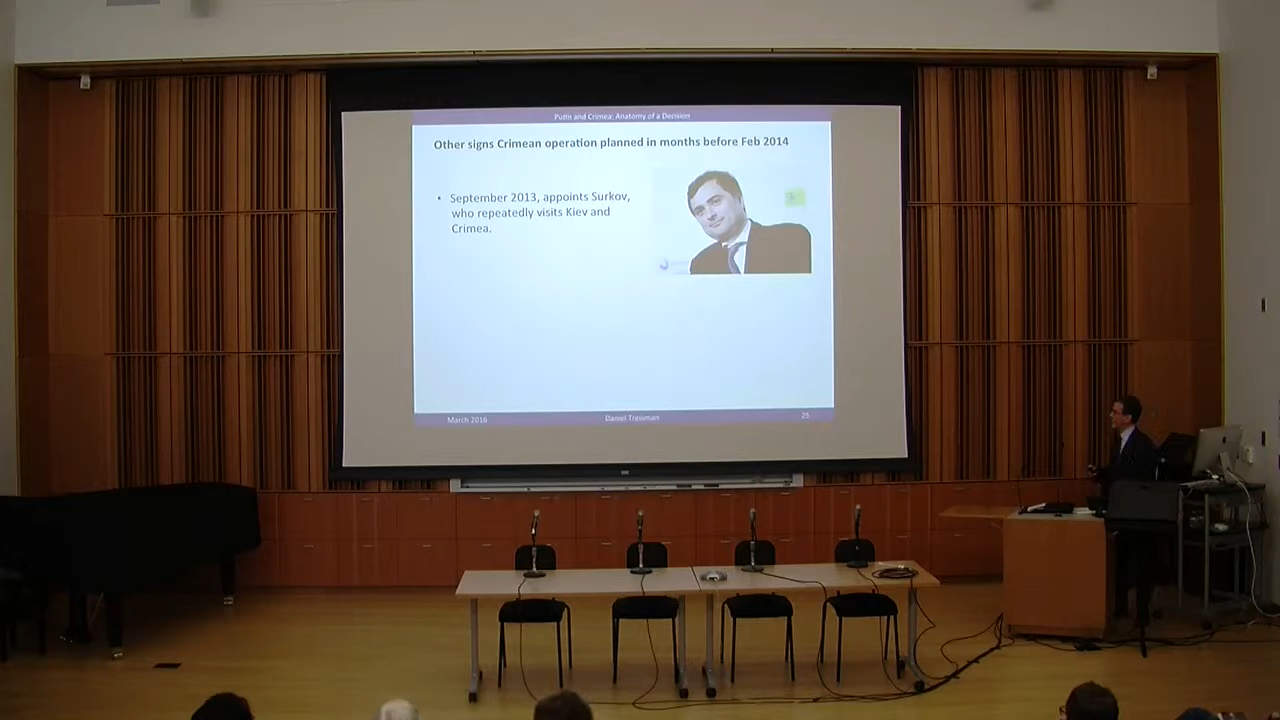 Putin and Crimea: Anatomy of a Decision
Other signs Crimean operation planned in months before Feb 2014
• September 2013, appoints Surkov,
who repeatedly visits Kiev and
Crimea.
March 2016
Daniel Treisman
25